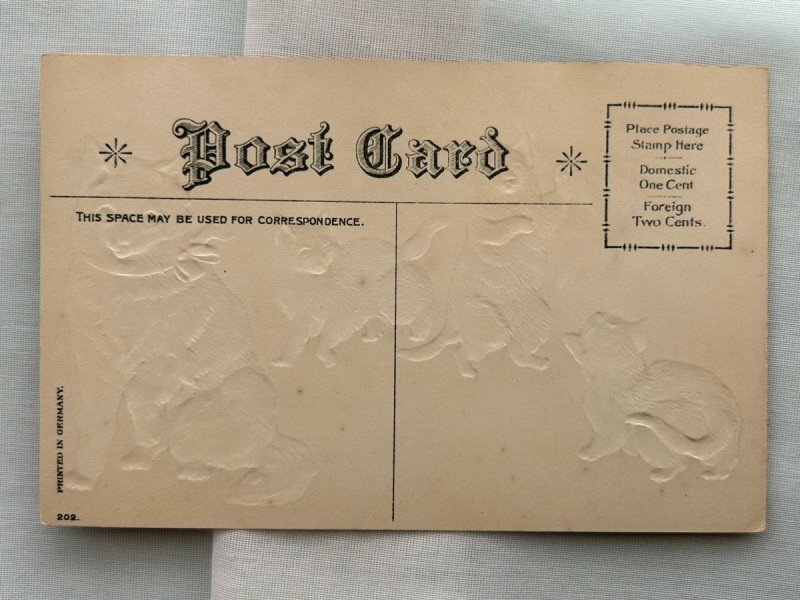 Post Card
Place Postage
Stamp Here
Domestic
One Cent
Foreign
Two Cents.
THIS SPACE MAY BE USED FOR CORRESPONDENCE.
PRINTED IN GERMANY.
202.